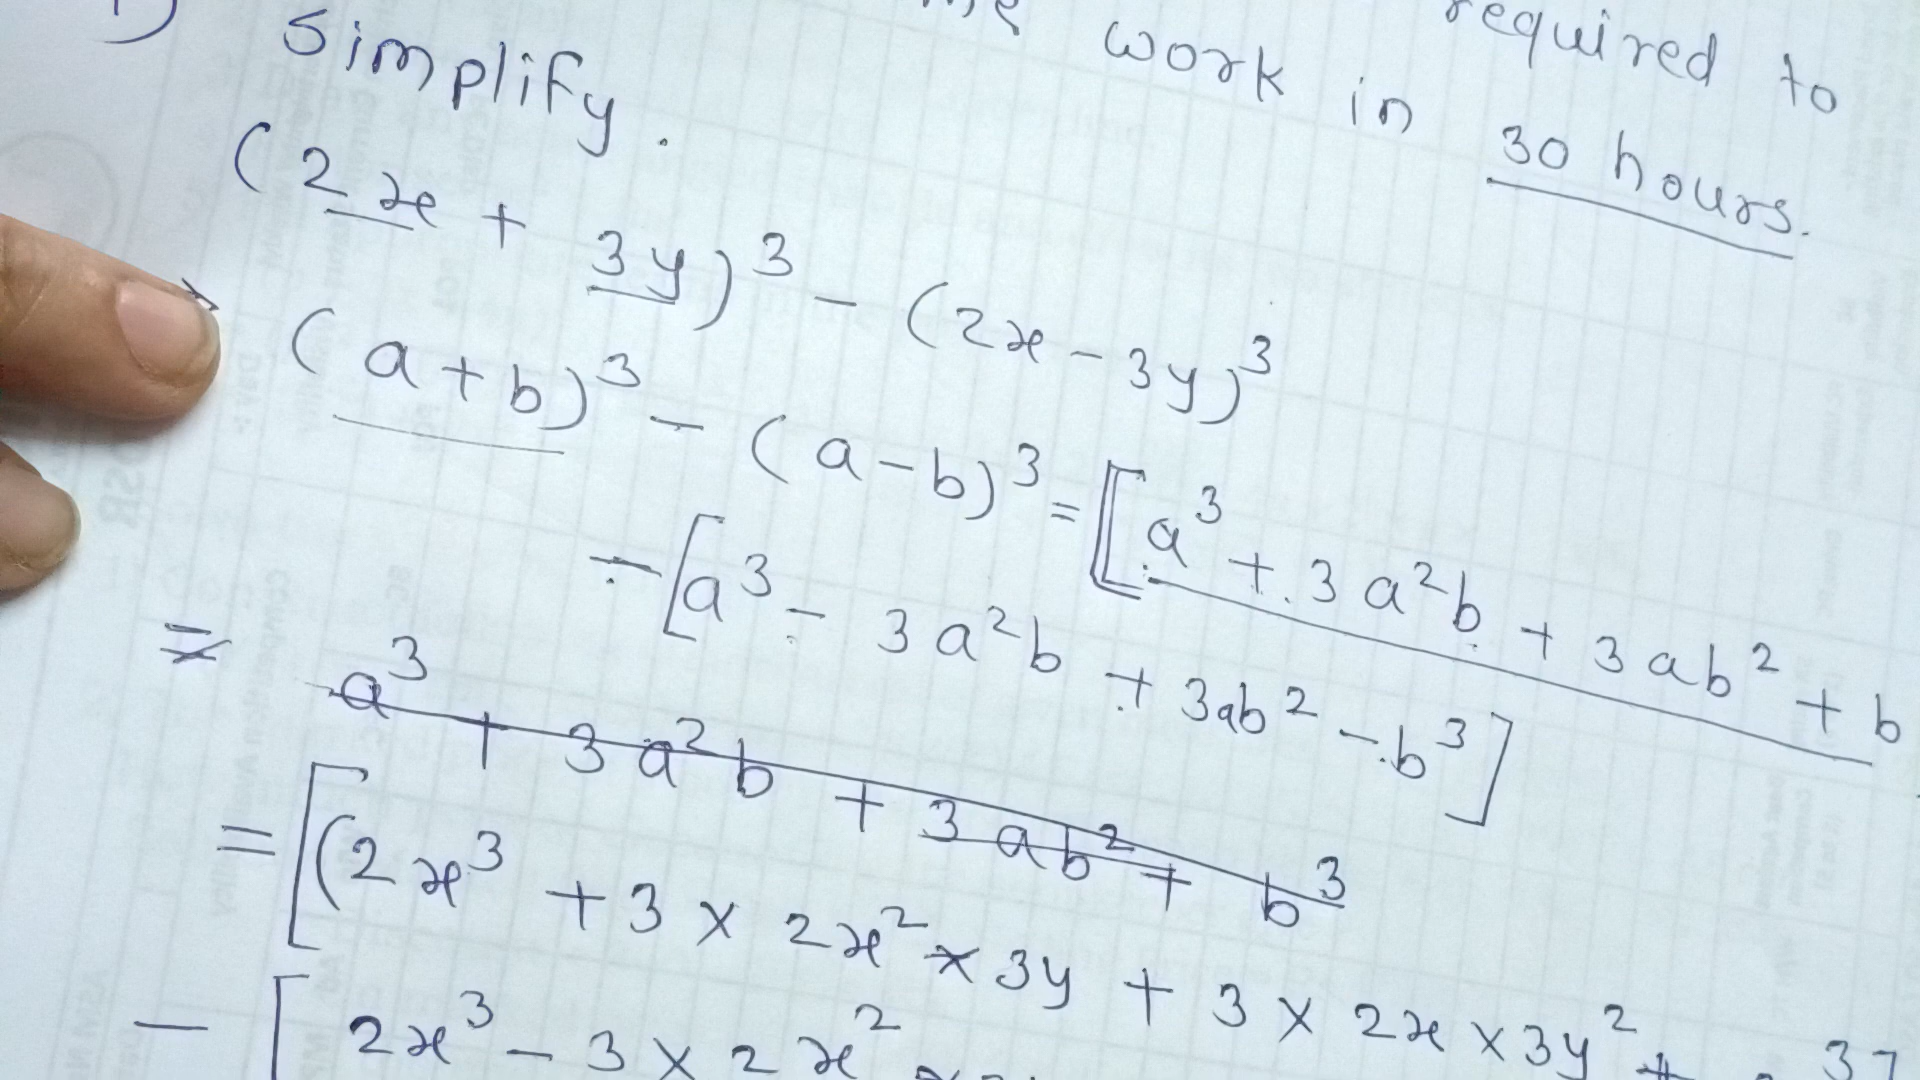 required to
work in 30 hours.
1) Simplify.
(2x + 3y)³ - (2x - 3y)³
(a+b)³ - (a-b)³ = [a³ + 3a²b + 3ab² + b
- [a³ - 3a²b + 3ab² - b³]
= a³ + 3a²b + 3ab² + b³
= [(2x³ + 3 × 2x² × 3y + 3 × 2x × 3y² +
- [2x³ - 3 × 2x²